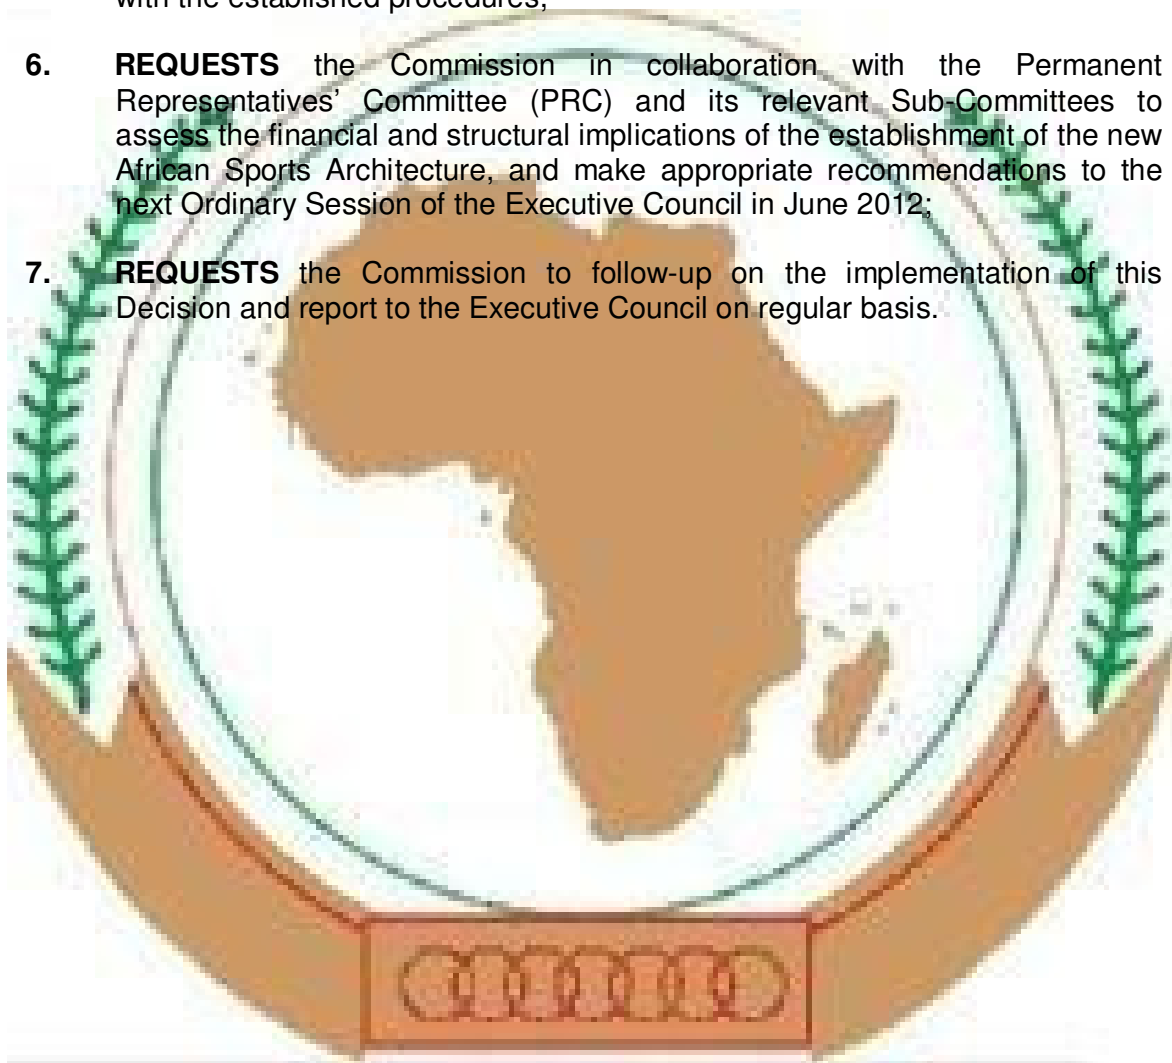 with the established procedures;
6. REQUESTS the Commission in collaboration with the Permanent
Representatives’ Committee (PRC) and its relevant Sub-Committees to
assess the financial and structural implications of the establishment of the new
African Sports Architecture, and make appropriate recommendations to the
next Ordinary Session of the Executive Council in June 2012;
7. REQUESTS the Commission to follow-up on the implementation of this
Decision and report to the Executive Council on regular basis.